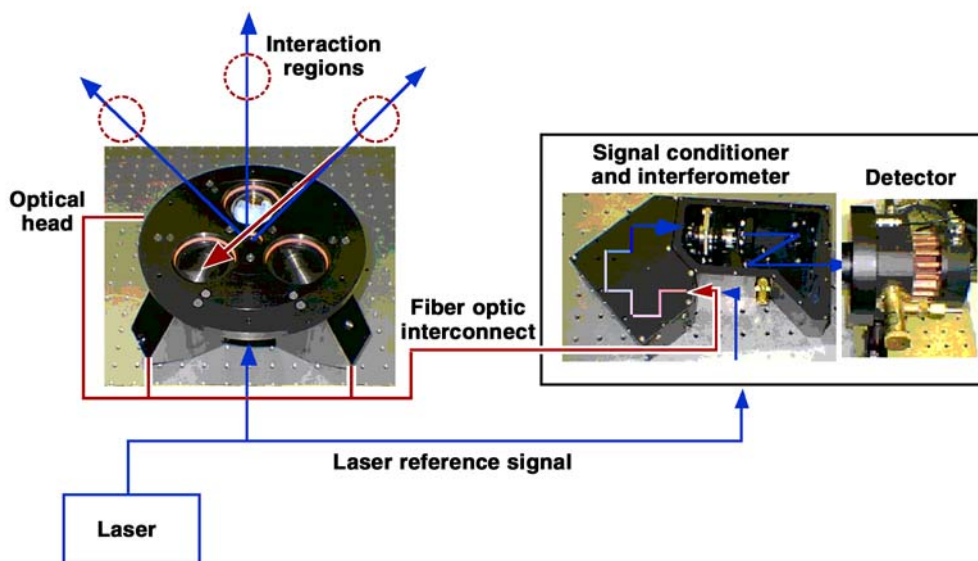 Interaction
regions
Optical
head
Signal conditioner
and interferometer
Detector
Fiber optic
interconnect
Laser reference signal
Laser